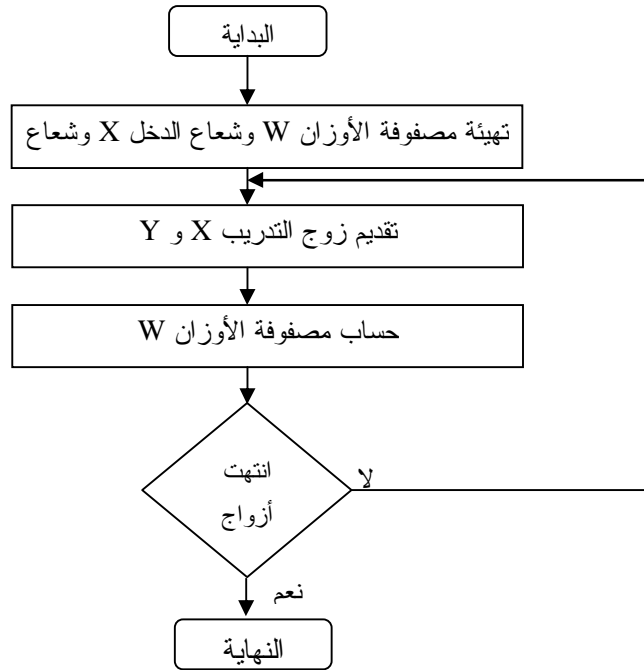 البداية
تهيئة مصفوفة الأوزان W وشعاع الدخل X وشعاع
تقديم زوج التدريب X و Y
حساب مصفوفة الأوزان W
انتهت
أزواج
لا
نعم
النهاية